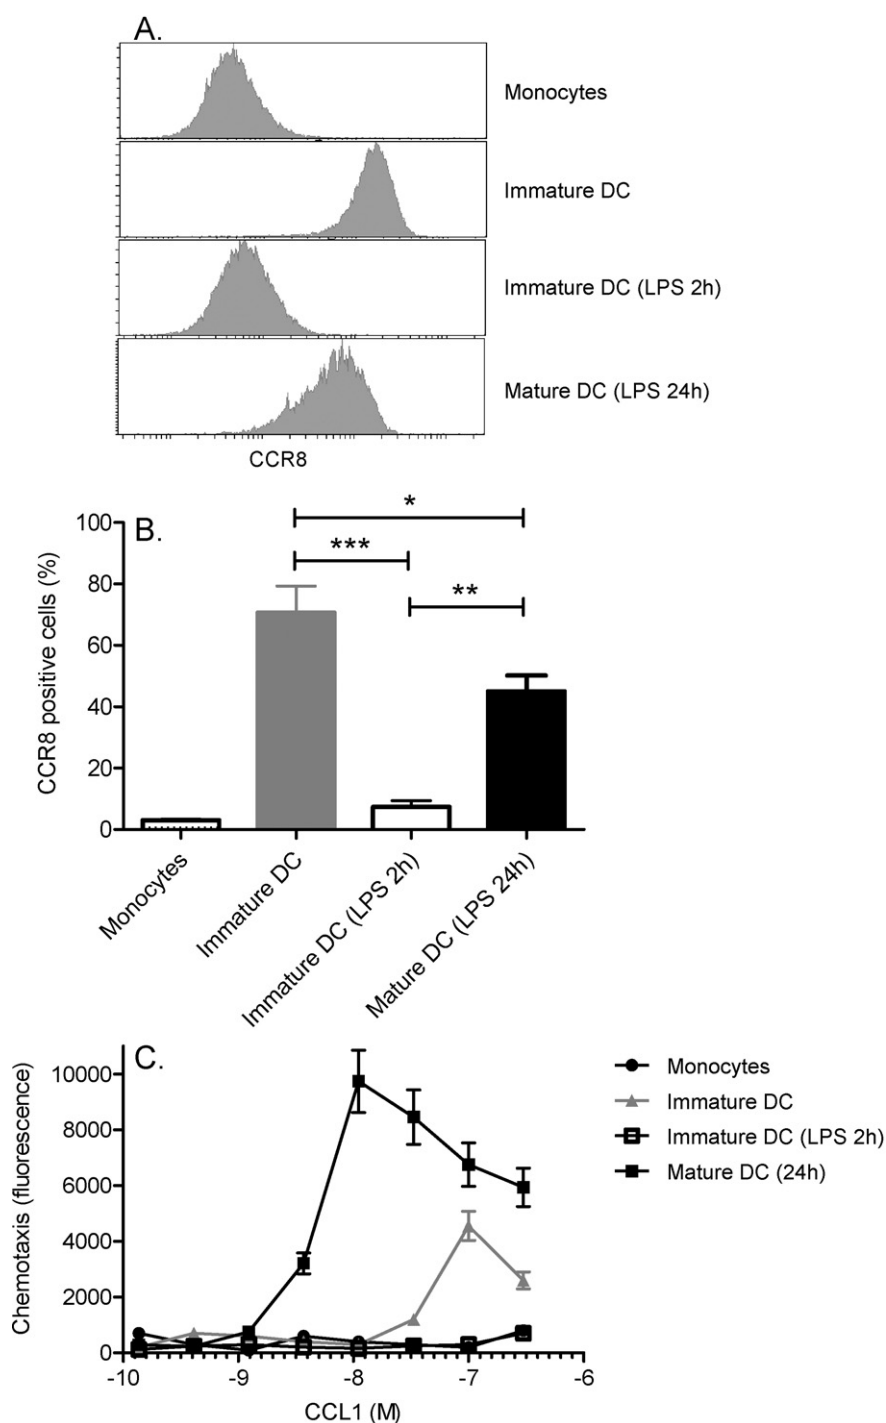 A.
Monocytes
Immature DC
Immature DC (LPS 2h)
Mature DC (LPS 24h)
CCR8
B.
*
***
**
100
80
60
40
20
0
CCR8 positive cells (%)
Monocytes
Immature DC
Immature DC (LPS 2h)
Mature DC (LPS 24h)
C.
10000
8000
6000
4000
2000
0
Chemotaxis (fluorescence)
-10 -9 -8 -7 -6
CCL1 (M)
Monocytes
Immature DC
Immature DC (LPS 2h)
Mature DC (24h)